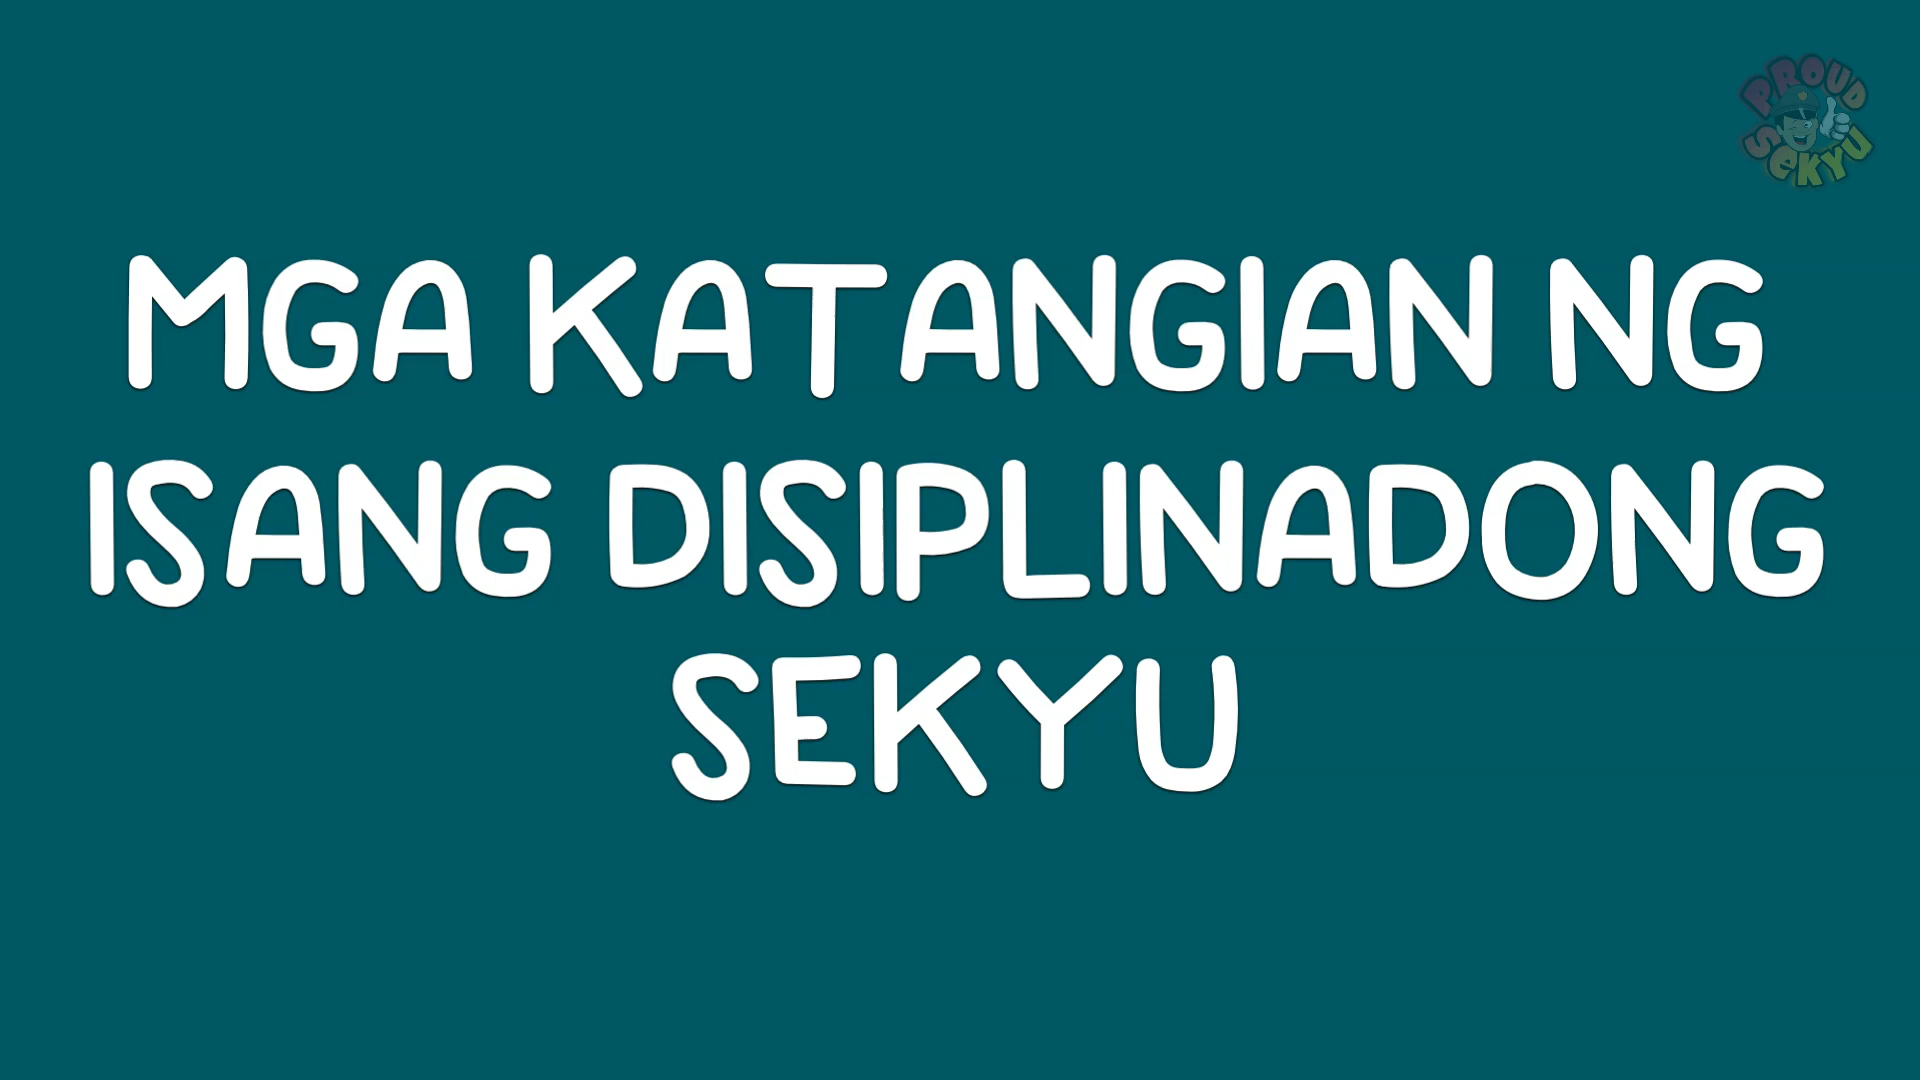 PROUD
SEKYU
MGA KATANGIAN NG
ISANG DISIPLINADONG
SEKYU